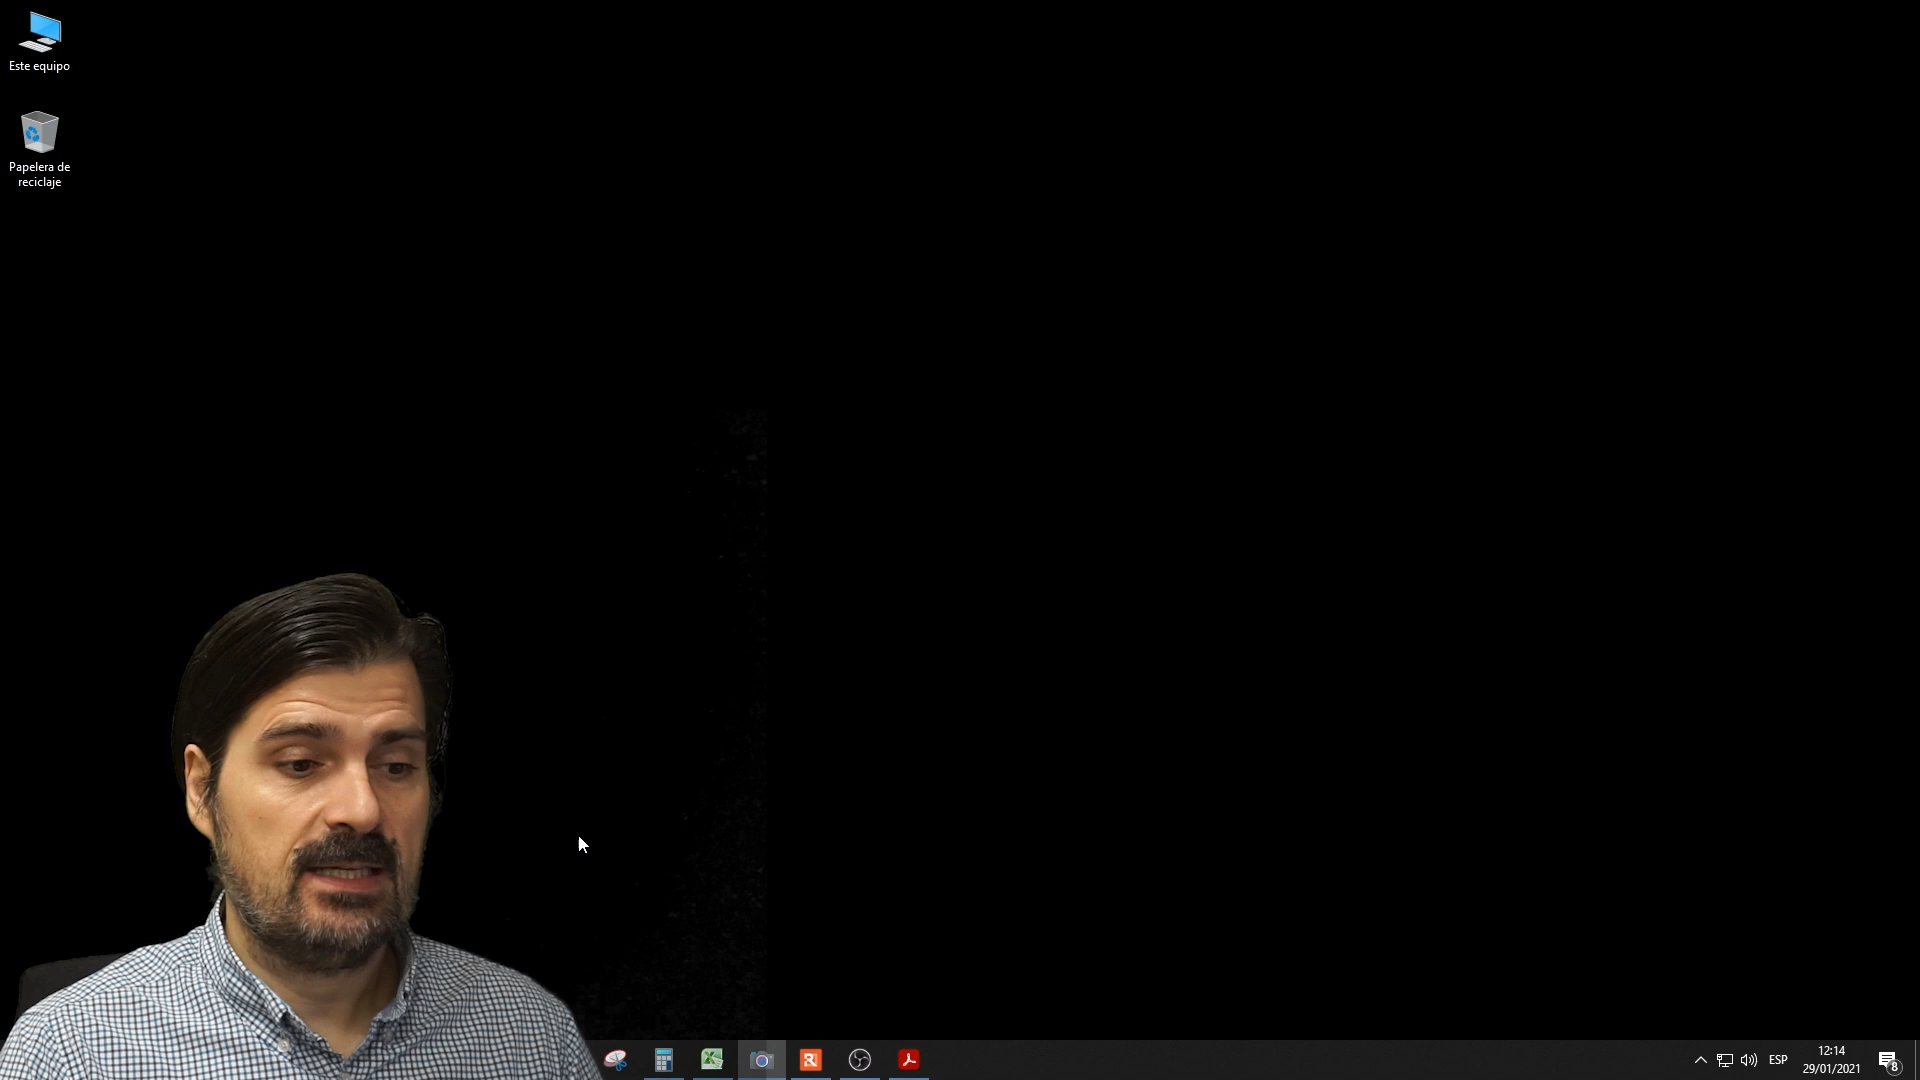 Este equipo
Papelera de
reciclaje
ESP
12:14
29/01/2021
8